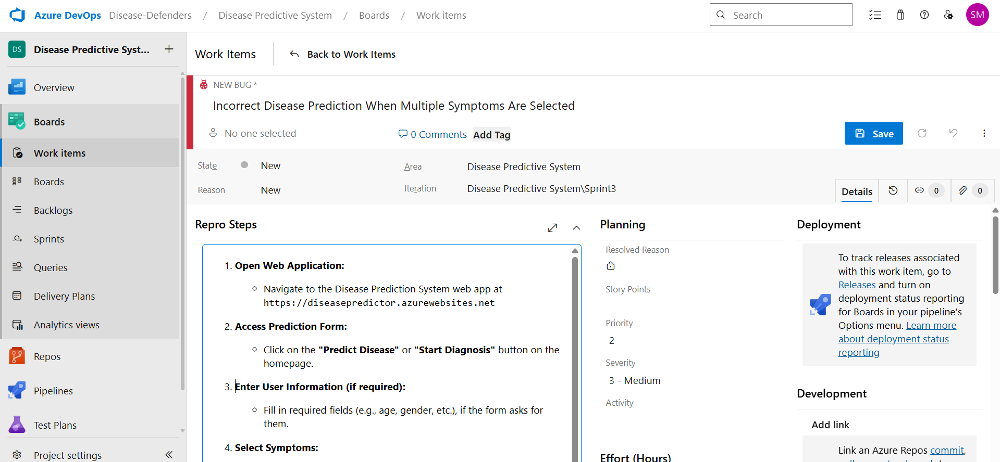 Azure DevOps Disease-Defenders / Disease Predictive System / Boards / Work items
Search
SM
DS Disease Predictive Syst... +
Overview
Boards
Work items
Boards
Backlogs
Sprints
Queries
Delivery Plans
Analytics views
Repos
Pipelines
Test Plans
Project settings
Work Items
Back to Work Items
NEW BUG *
Incorrect Disease Prediction When Multiple Symptoms Are Selected
No one selected
0 Comments
Add Tag
Save
State
New
Area
Disease Predictive System
Reason
New
Iteration
Disease Predictive System\Sprint3
Details
0
0
Repro Steps
1. Open Web Application:
Navigate to the Disease Prediction System web app at
https://diseasepredictor.azurewebsites.net
2. Access Prediction Form:
Click on the "Predict Disease" or "Start Diagnosis" button on the
homepage.
3. Enter User Information (if required):
Fill in required fields (e.g., age, gender, etc.), if the form asks for
them.
4. Select Symptoms:
Planning
Resolved Reason
Story Points
Priority
2
Severity
3 - Medium
Activity
Effort (Hours)
Deployment
To track releases associated
with this work item, go to
Releases and turn on
deployment status reporting
for Boards in your pipeline's
Options menu. Learn more
about deployment status
reporting
Development
Add link
Link an Azure Repos commit,